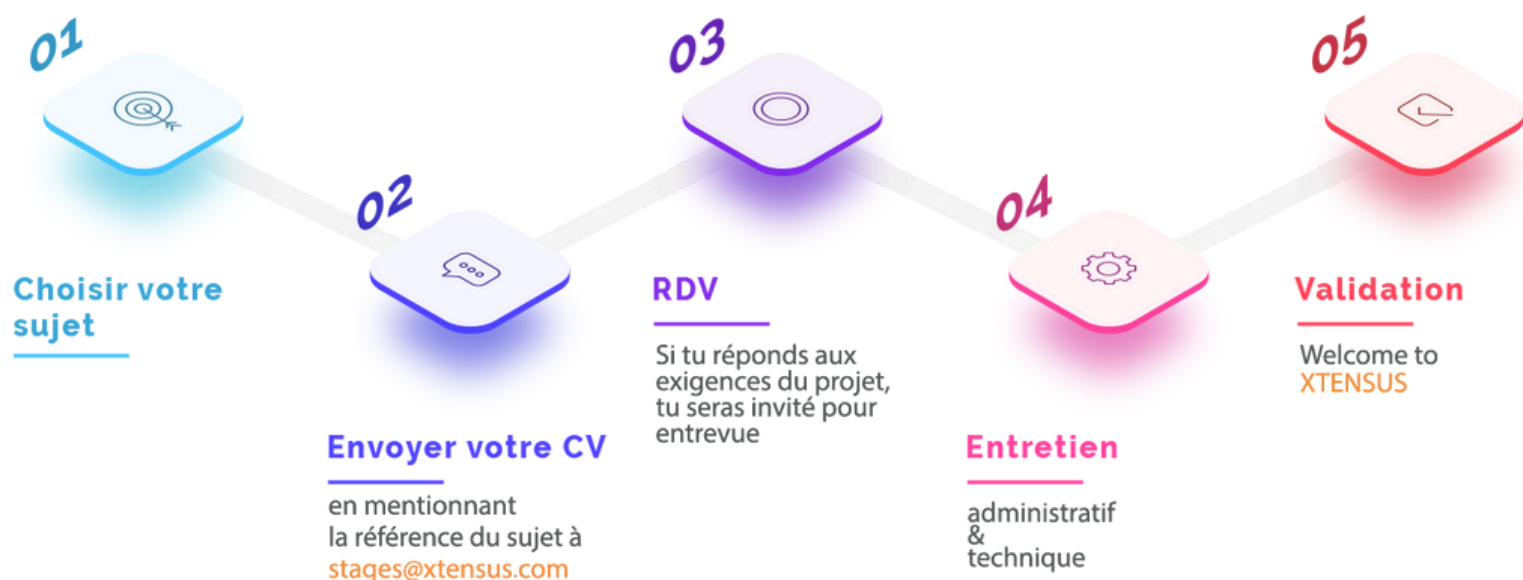 01
Choisir votre
sujet
02
Envoyer votre CV
en mentionnant
la référence du sujet à
stages@xtensus.com
03
RDV
Si tu réponds aux
exigences du projet,
tu seras invité pour
entrevue
04
Entretien
administratif
&
technique
05
Validation
Welcome to
XTENSUS